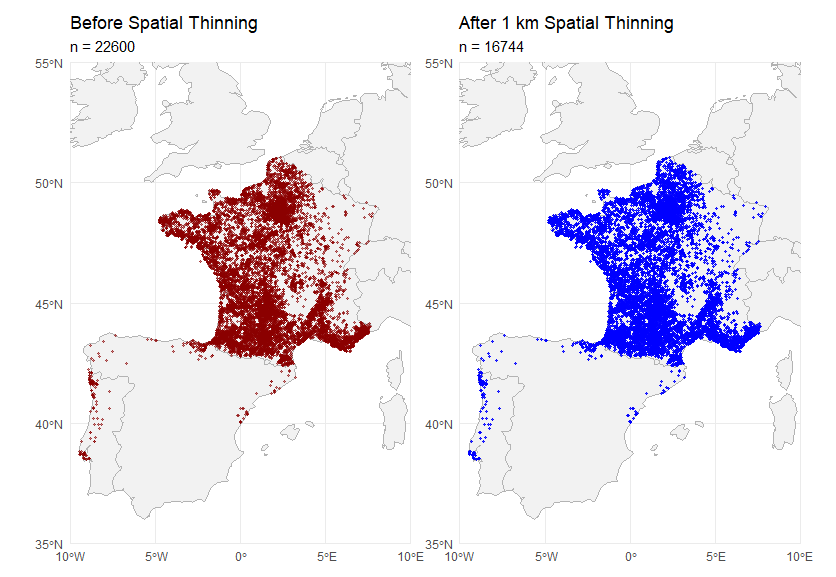 Before Spatial Thinning
n = 22600
55°N
50°N
45°N
40°N
35°N
10°W
5°W
0°
5°E
10°E
After 1 km Spatial Thinning
n = 16744
55°N
50°N
45°N
40°N
35°N
10°W
5°W
0°
5°E
10°E